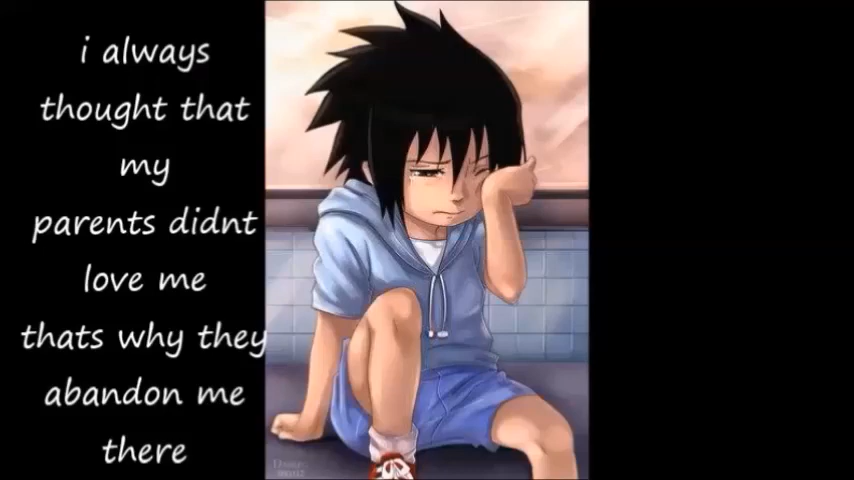 i always
thought that
my
parents didnt
love me
thats why they
abandon me
there